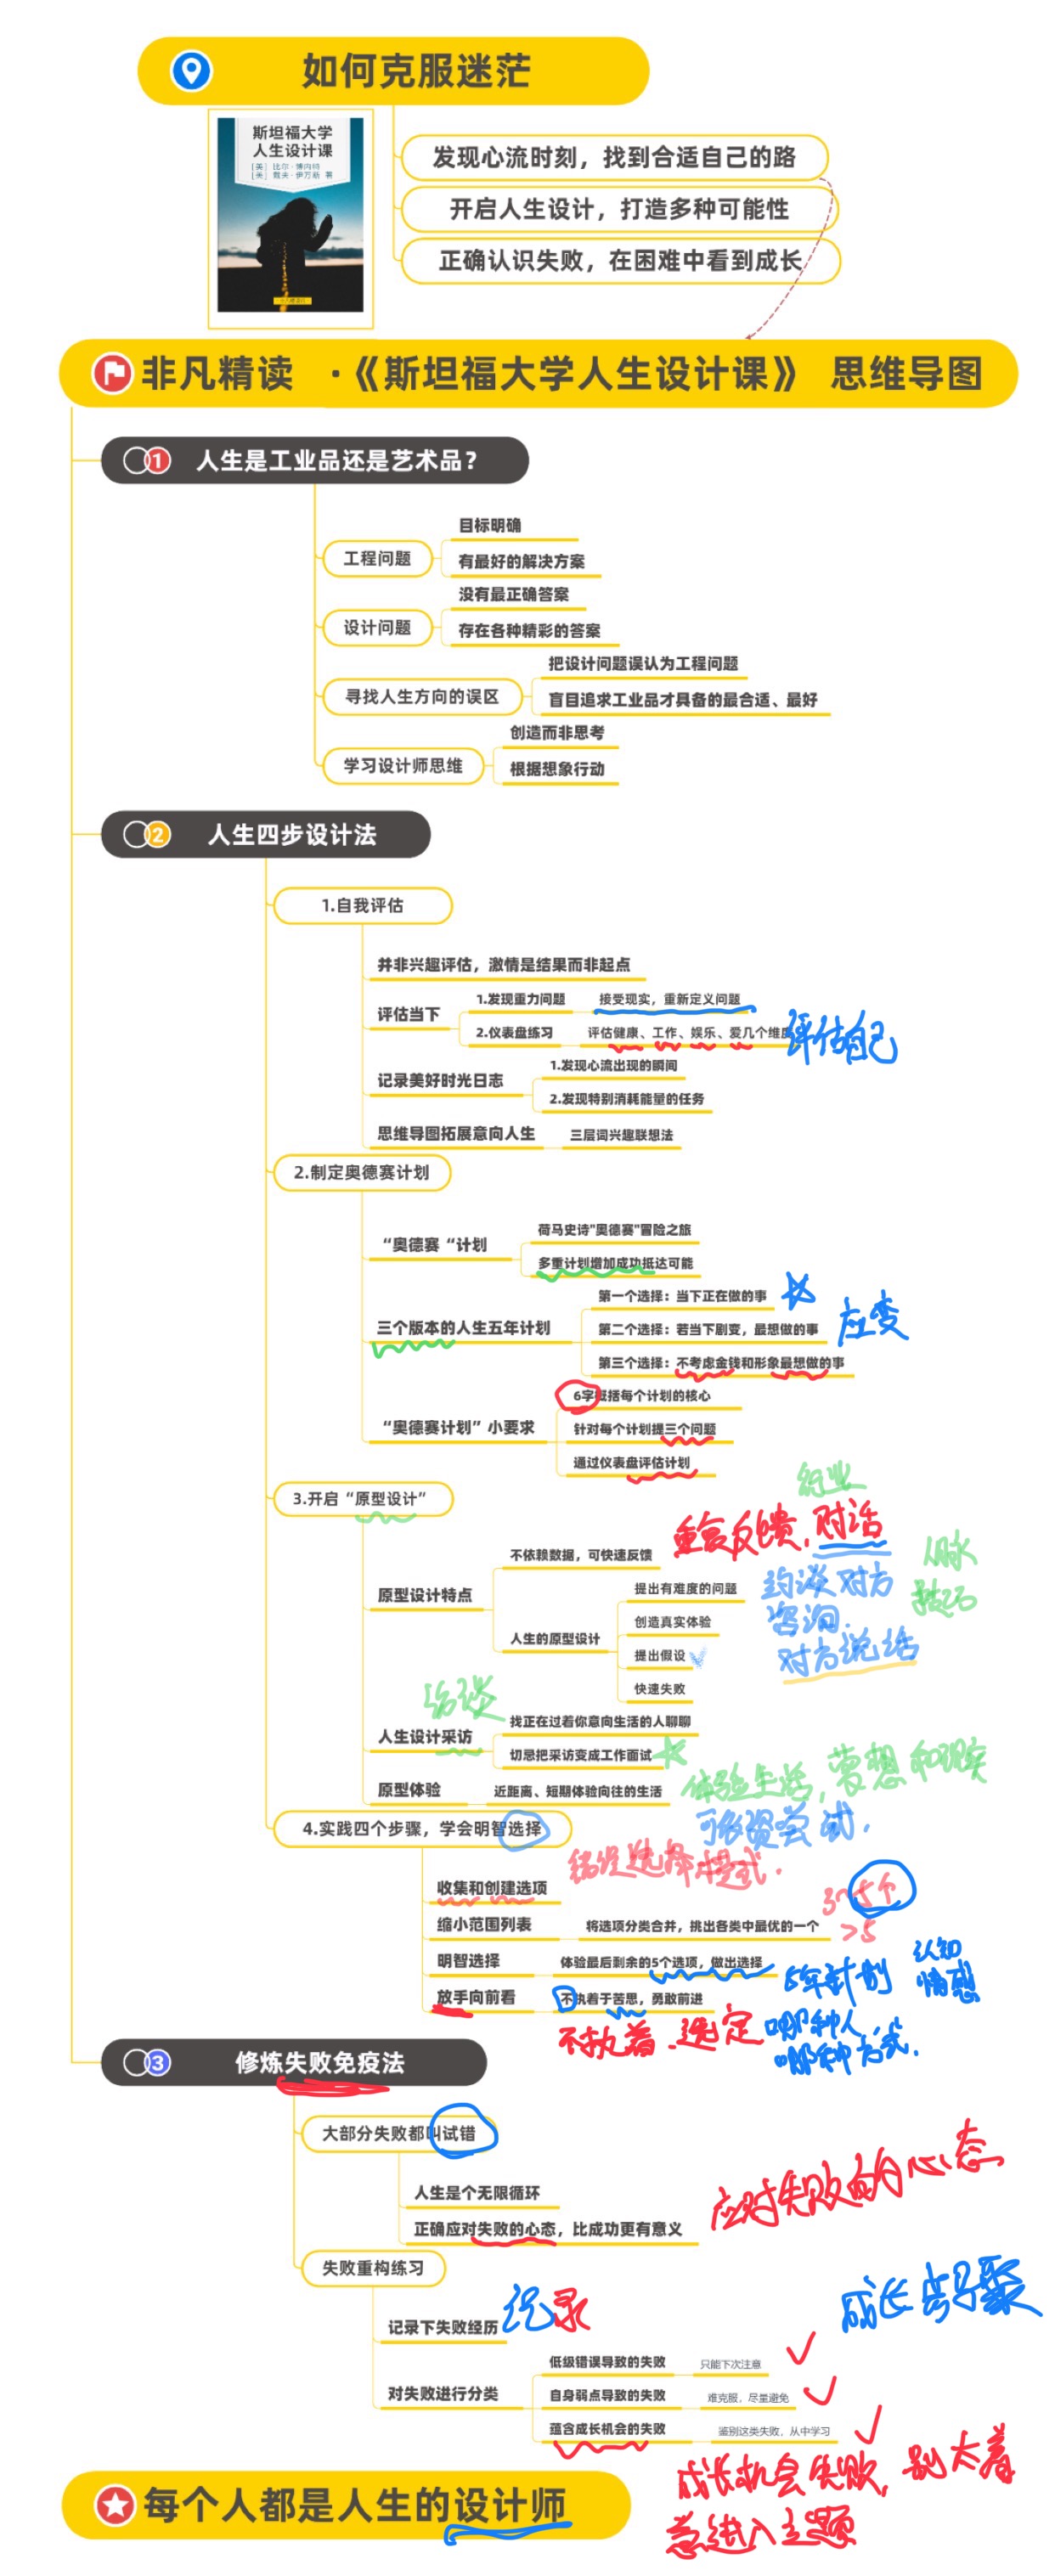 如何克服迷茫
斯坦福大学
人生设计课
[美] 比尔·博内特
[美] 戴夫·伊万斯 著
发现心流时刻，找到合适自己的路
开启人生设计，打造多种可能性
正确认识失败，在困难中看到成长
非凡精读 ·《斯坦福大学人生设计课》 思维导图
1 人生是工业品还是艺术品？
工程问题
目标明确
有最好的解决方案
设计问题
没有最正确答案
存在各种精彩的答案
寻找人生方向的误区
把设计问题误认为工程问题
盲目追求工业品才具备的最合适、最好
学习设计师思维
创造而非思考
根据想象行动
2 人生四步设计法
1.自我评估
并非兴趣评估，激情是结果而非起点
评估当下
1.发现重力问题 接受现实，重新定义问题
2.仪表盘练习 评估健康、工作、娱乐、爱几个维度
评估自己
记录美好时光日志
1.发现心流出现的瞬间
2.发现特别消耗能量的任务
思维导图拓展意向人生 三层词兴趣联想法
2.制定奥德赛计划
“奥德赛 “计划
荷马史诗"奥德赛"冒险之旅
多重计划增加成功抵达可能
三个版本的人生五年计划
第一个选择：当下正在做的事
第二个选择：若当下剧变，最想做的事
应变
第三个选择：不考虑金钱和形象最想做的事
“奥德赛计划”小要求
6字概括每个计划的核心
针对每个计划提三个问题
通过仪表盘评估计划
3.开启“原型设计”
行业
重复反馈、对话
人脉
约谈对方
咨询.
对方说话
原型设计特点
不依赖数据，可快速反馈
人生的原型设计
提出有难度的问题
创造真实体验
提出假设
快速失败
访谈
人生设计采访
找正在过着你意向生活的人聊聊
切忌把采访变成工作面试
原型体验 近距离、短期体验向往的生活
体验生活，梦想和现实
尝试.
4.实践四个步骤，学会明智选择
选择模式.
收集和创建选项
3个5个
>5
缩小范围列表 将选项分类合并，挑出各类中最优的一个
明智选择 体验最后剩余的5个选项，做出选择
5年计划
认知
情感
放手向前看 不执着于苦思，勇敢前进
不执着.选定
哪种人
哪种方式.
3 修炼失败免疫法
大部分失败都叫试错
人生是个无限循环
正确应对失败的心态，比成功更有意义
应对失败的心态
失败重构练习
成长
记录下失败经历
记录
对失败进行分类
低级错误导致的失败 只能下次注意
自身弱点导致的失败 难克服，尽量避免
蕴含成长机会的失败 鉴别这类失败，从中学习
成长机会失败，别太着
急进入主题
每个人都是人生的设计师